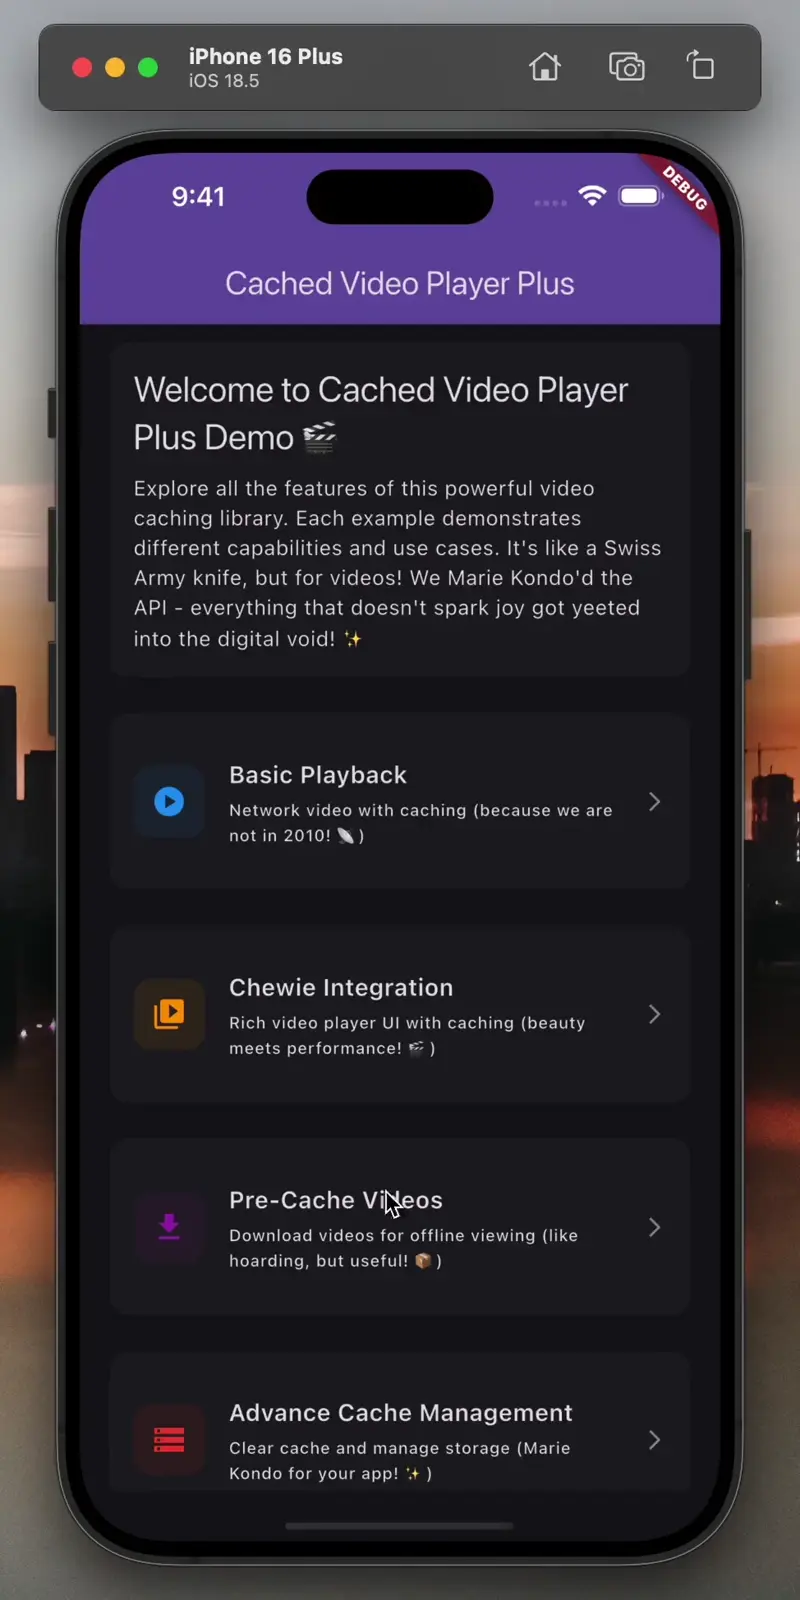 iPhone 16 Plus
iOS 18.5
9:41
DEBUG
Cached Video Player Plus
Welcome to Cached Video Player
Plus Demo 🎬
Explore all the features of this powerful video
caching library. Each example demonstrates
different capabilities and use cases. It's like a Swiss
Army knife, but for videos! We Marie Kondo'd the
API - everything that doesn't spark joy got yeeted
into the digital void! ✨
Basic Playback
Network video with caching (because we are
not in 2010! 📡 )
Chewie Integration
Rich video player UI with caching (beauty
meets performance! 🎬 )
Pre-Cache Videos
Download videos for offline viewing (like
hoarding, but useful! 📦 )
Advance Cache Management
Clear cache and manage storage (Marie
Kondo for your app! ✨ )